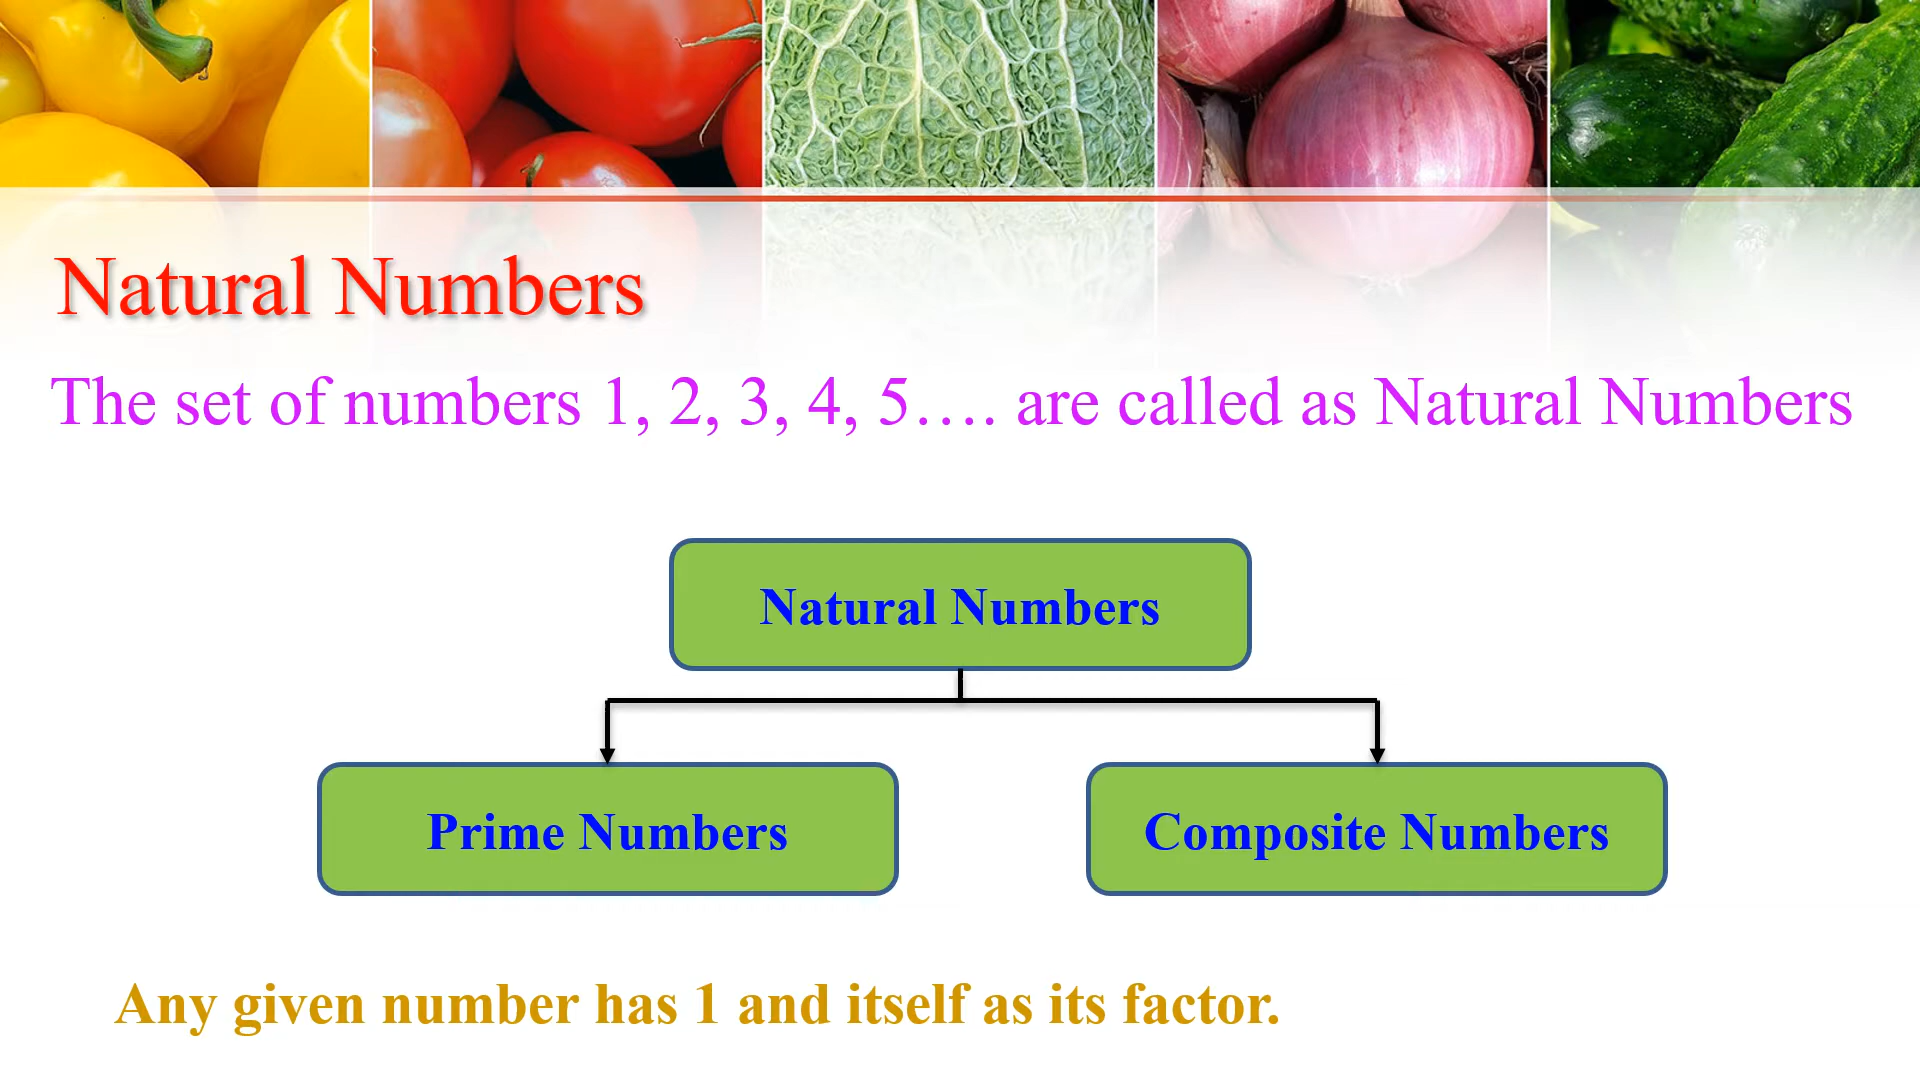 Natural Numbers
The set of numbers 1, 2, 3, 4, 5…. are called as Natural Numbers
Natural Numbers
Prime Numbers
Composite Numbers
Any given number has 1 and itself as its factor.